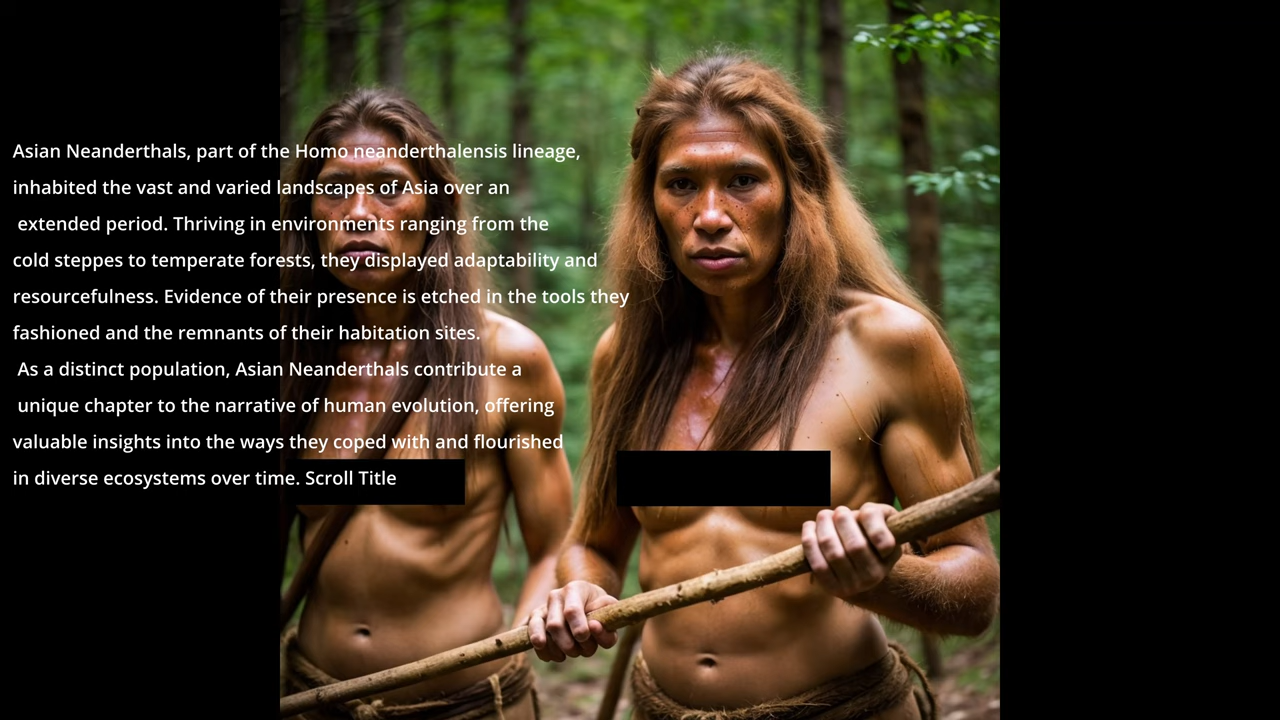 Asian Neanderthals, part of the Homo neanderthalensis lineage,
inhabited the vast and varied landscapes of Asia over an
extended period. Thriving in environments ranging from the
cold steppes to temperate forests, they displayed adaptability and
resourcefulness. Evidence of their presence is etched in the tools they
fashioned and the remnants of their habitation sites.
As a distinct population, Asian Neanderthals contribute a
unique chapter to the narrative of human evolution, offering
valuable insights into the ways they coped with and flourished
in diverse ecosystems over time. Scroll Title